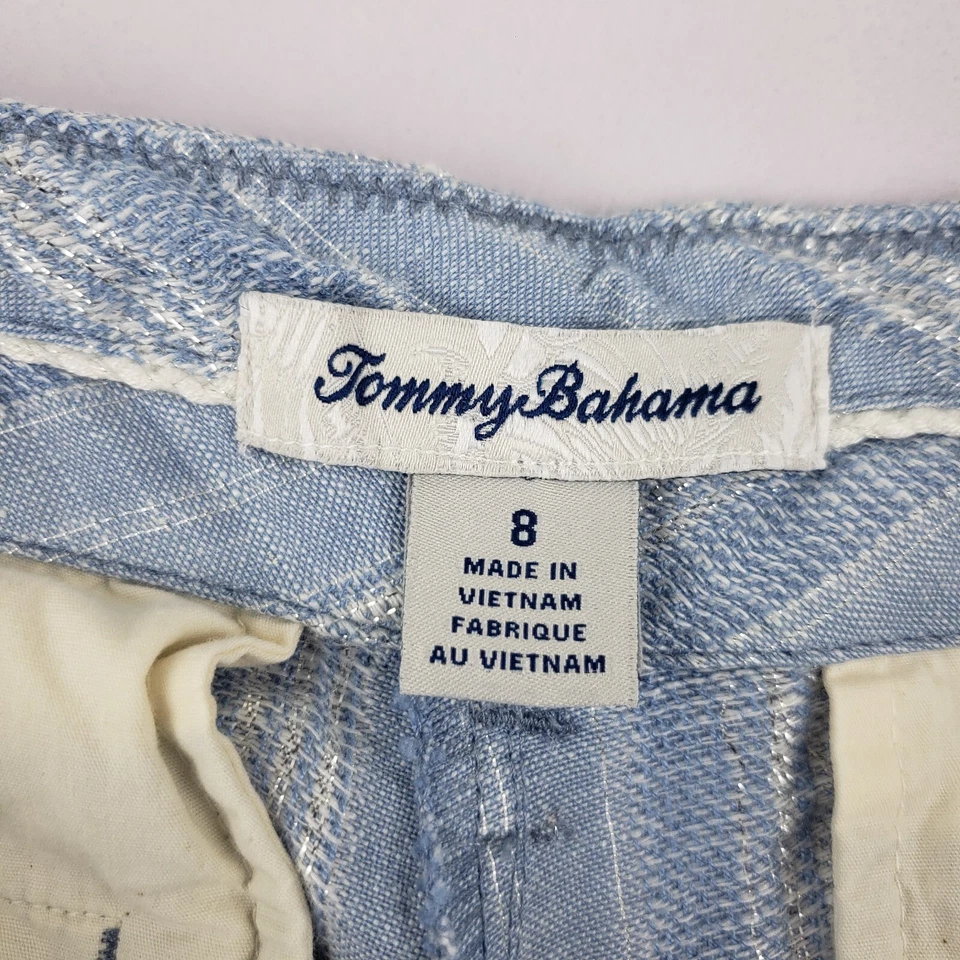 Tommy Bahama
8
MADE IN
VIETNAM
FABRIQUE
AU VIETNAM